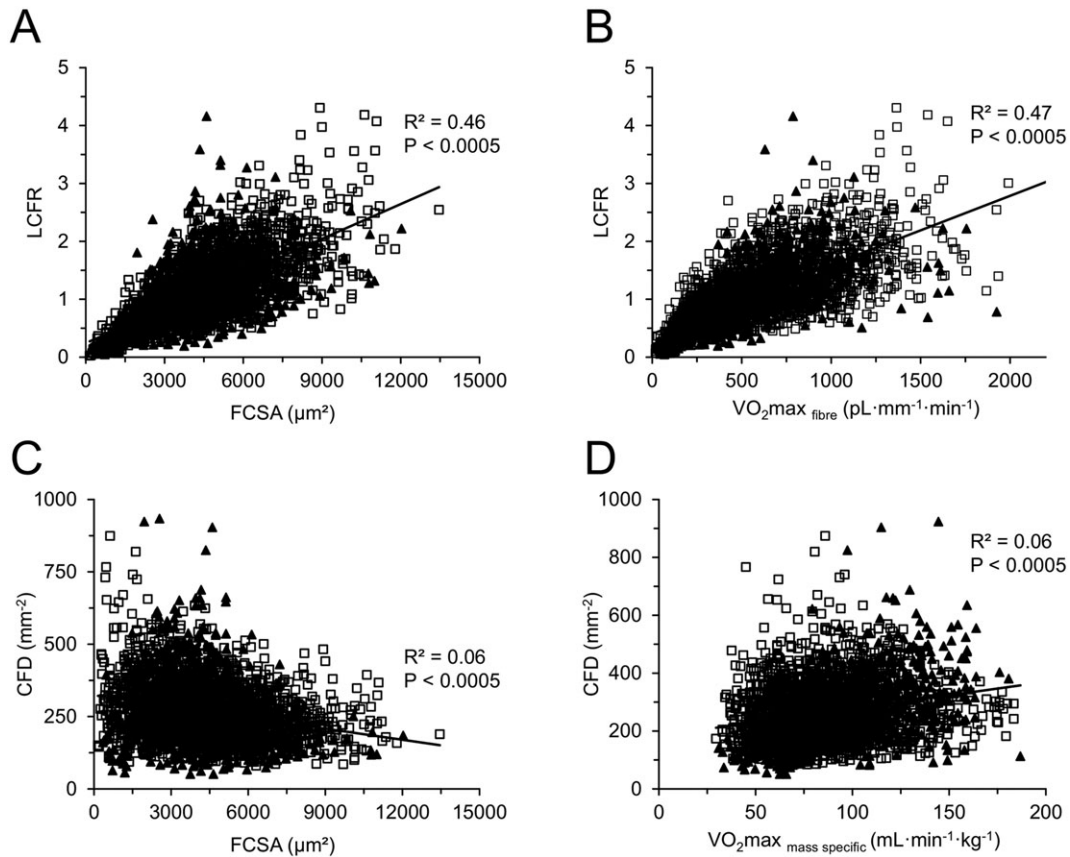 A
5
4
3
2
1
0
LCFR
R² = 0.46
P < 0.0005
0 3000 6000 9000 12000 15000
FCSA (µm²)
B
5
4
3
2
1
0
LCFR
R² = 0.47
P < 0.0005
0 500 1000 1500 2000
VO₂max fibre (pL·mm⁻¹·min⁻¹)
C
1000
750
500
250
0
CFD (mm⁻²)
R² = 0.06
P < 0.0005
0 3000 6000 9000 12000 15000
FCSA (µm²)
D
1000
800
600
400
200
0
CFD (mm⁻²)
R² = 0.06
P < 0.0005
0 50 100 150 200
VO₂max mass specific (mL·min⁻¹·kg⁻¹)